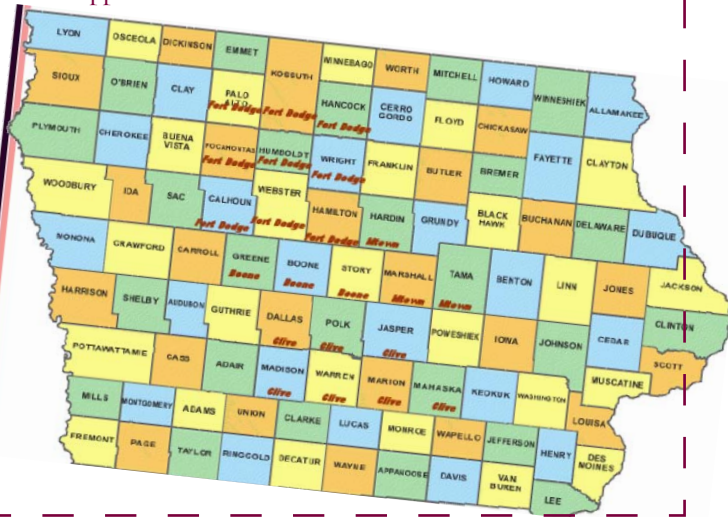 LYON
OSCEOLA
DICKINSON
EMMET
KOSSUTH
WINNEBAGO
WORTH
MITCHELL
HOWARD
WINNESHIEK
ALLAMAKEE
SIOUX
O'BRIEN
CLAY
PALO
ALTO
Fort Dodge
Fort Dodge
HANCOCK
Fort Dodge
CERRO
GORDO
FLOYD
CHICKASAW
PLYMOUTH
CHEROKEE
BUENA
VISTA
POCAHONTAS
Fort Dodge
HUMBOLDT
Fort Dodge
WRIGHT
Fort Dodge
FRANKLIN
BUTLER
BREMER
FAYETTE
CLAYTON
WOODBURY
IDA
SAC
CALHOUN
Fort Dodge
WEBSTER
Fort Dodge
HAMILTON
Fort Dodge
HARDIN
Mtown
GRUNDY
BLACK
HAWK
BUCHANAN
DELAWARE
DUBUQUE
MONONA
CRAWFORD
CARROLL
GREENE
Boone
BOONE
Boone
STORY
Boone
MARSHALL
Mtown
TAMA
Mtown
BENTON
LINN
JONES
JACKSON
HARRISON
SHELBY
AUDUBON
GUTHRIE
DALLAS
Clive
POLK
Clive
JASPER
Clive
POWESHIEK
IOWA
JOHNSON
CEDAR
CLINTON
SCOTT
POTTAWATTAMIE
CASS
ADAIR
MADISON
Clive
WARREN
Clive
MARION
Clive
MAHASKA
Clive
KEOKUK
WASHINGTON
MUSCATINE
LOUISA
MILLS
MONTGOMERY
ADAMS
UNION
CLARKE
LUCAS
MONROE
WAPELLO
JEFFERSON
HENRY
DES
MOINES
FREMONT
PAGE
TAYLOR
RINGGOLD
DECATUR
WAYNE
APPANOOSE
DAVIS
VAN
BUREN
LEE